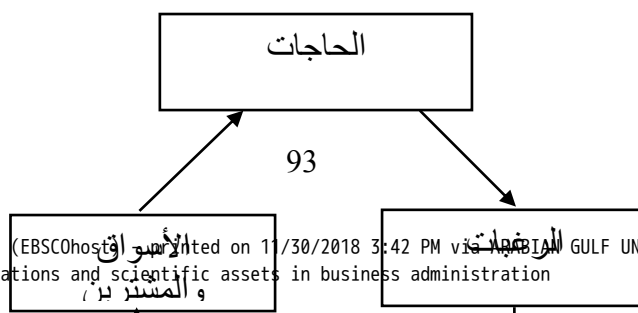 الحاجات
93
الأسواق
والمشترين
الرغبات
(EBSCOhost) - printed on 11/30/2018 3:42 PM via ARABIAN GULF UN
ations and scientific assets in business administration